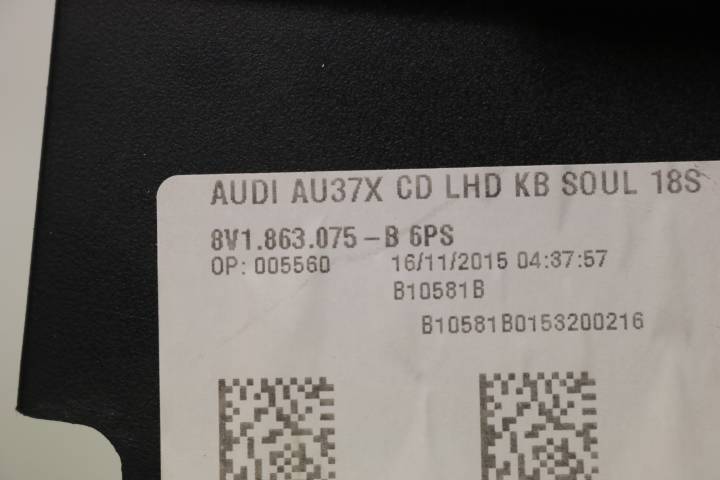 AUDI AU37X CD LHD KB SOUL 18S
8V1.863.075-B 6PS
OP: 005560 16/11/2015 04:37:57
B10581B
B10581B0153200216